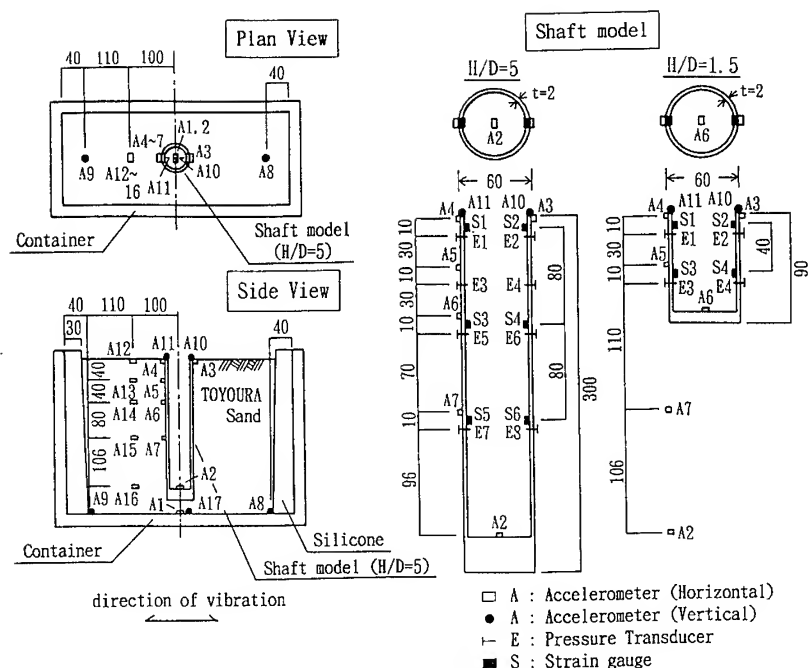 Plan View
40 110 100
40
A4~7
A1, 2
A3
A9
A12~
16
A11
A10
A8
Container
Shaft model
(H/D=5)
Side View
40 110 100
30
40
A12
A11 A10
A4
A3
40
A13
A5
TOYOURA
Sand
40
A14
A6
80
A15
A7
106
A2
A9
A16
A1
A17
A8
Container
Silicone
Shaft model (H/D=5)
direction of vibration
Shaft model
H/D=5
t=2
A2
60
A4
A11
A10
A3
10
S1
S2
30
E1
E2
10
A5
80
E3
E4
30
A6
10
S3
S4
E5
E6
70
80
300
A7
10
S5
S6
E7
E8
96
A2
H/D=1.5
t=2
A6
60
A4
A11
A10
A3
10
S1
S2
30
E1
E2
40
A5
10
S3
S4
E3
E4
90
A6
110
A7
106
A2
A : Accelerometer (Horizontal)
A : Accelerometer (Vertical)
E : Pressure Transducer
S : Strain gauge